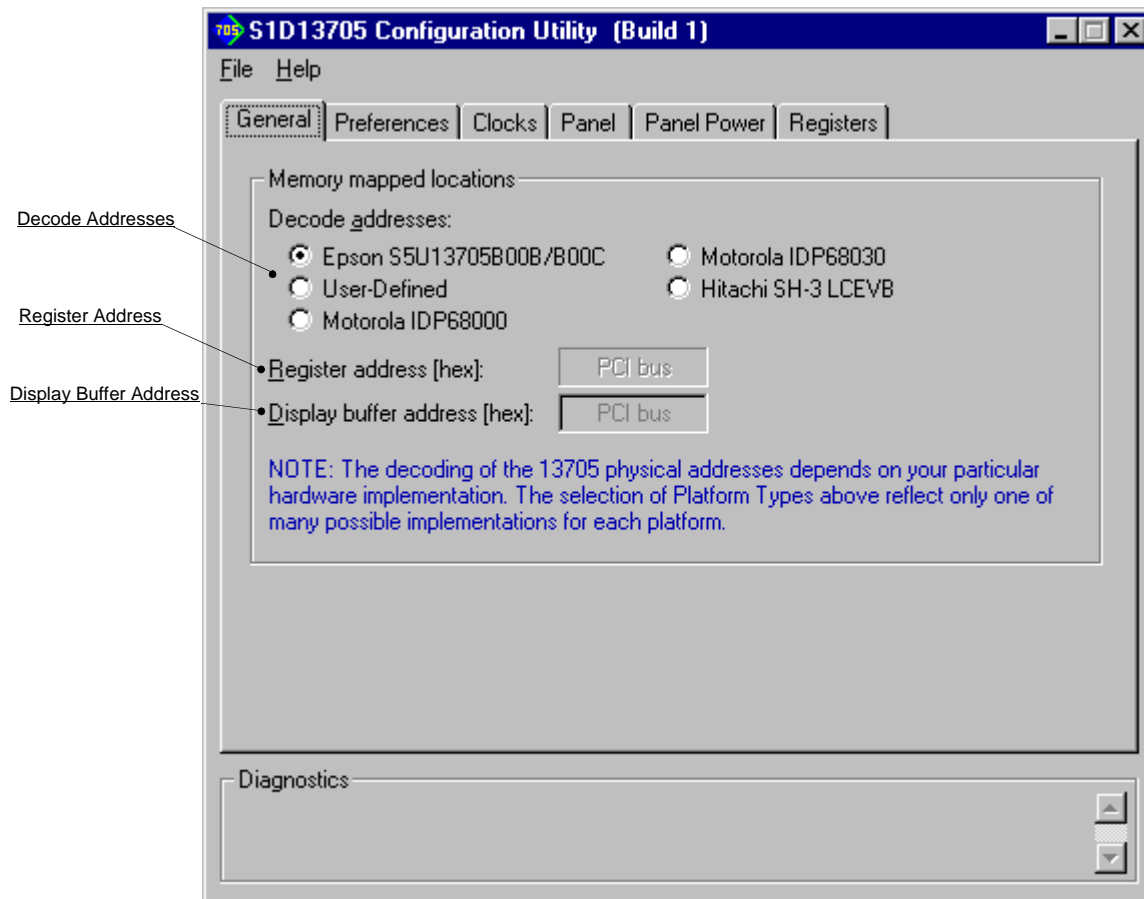 705 S1D13705 Configuration Utility (Build 1)
File Help
General Preferences Clocks Panel Panel Power Registers
Memory mapped locations
Decode Addresses
Decode addresses:
Epson S5U13705B00B/B00C
Motorola IDP68030
User-Defined
Hitachi SH-3 LCEVB
Motorola IDP68000
Register Address
Register address [hex]: PCI bus
Display Buffer Address
Display buffer address [hex]: PCI bus
NOTE: The decoding of the 13705 physical addresses depends on your particular
hardware implementation. The selection of Platform Types above reflect only one of
many possible implementations for each platform.
Diagnostics